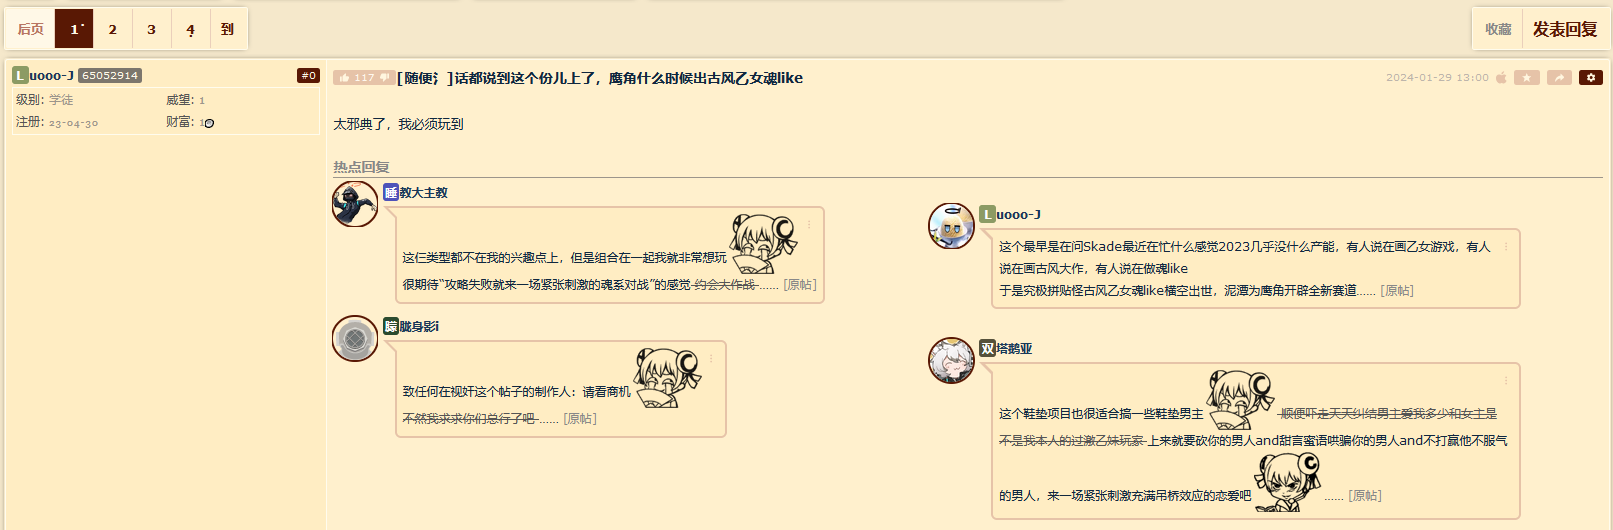 后页 1 2 3 4 到
收藏 发表回复
Luooo-J 65052914 #0
级别: 学徒 威望: 1
注册: 23-04-30 财富: 1
117 [随便；]话都说到这个份儿上了，鹰角什么时候出古风乙女魂like 2024-01-29 13:00
太邪典了，我必须玩到
热点回复
睡教大主教
这仨类型都不在我的兴趣点上，但是组合在一起我就非常想玩
很期待“攻略失败就来一场紧张刺激的魂系对战”的感觉 约会大作战 ...... [原帖]
Luooo-J
这个最早是在问Skade最近在忙什么感觉2023几乎没什么产能，有人说在画乙女游戏，有人
说在画古风大作，有人说在做魂like
于是究极拼贴怪古风乙女魂like横空出世，泥潭为鹰角开辟全新赛道...... [原帖]
朦胧身影i
致任何在视奸这个帖子的制作人：请看商机
不然我求求你们总行了吧 ...... [原帖]
双塔鹅亚
这个鞋垫项目也很适合搞一些鞋垫男主 顺便吓走天天纠结男主爱我多少和女主是
不是我本人的过激乙妹玩家 上来就要砍你的男人and甜言蜜语哄骗你的男人and不打赢他不服气
的男人，来一场紧张刺激充满吊桥效应的恋爱吧 ...... [原帖]